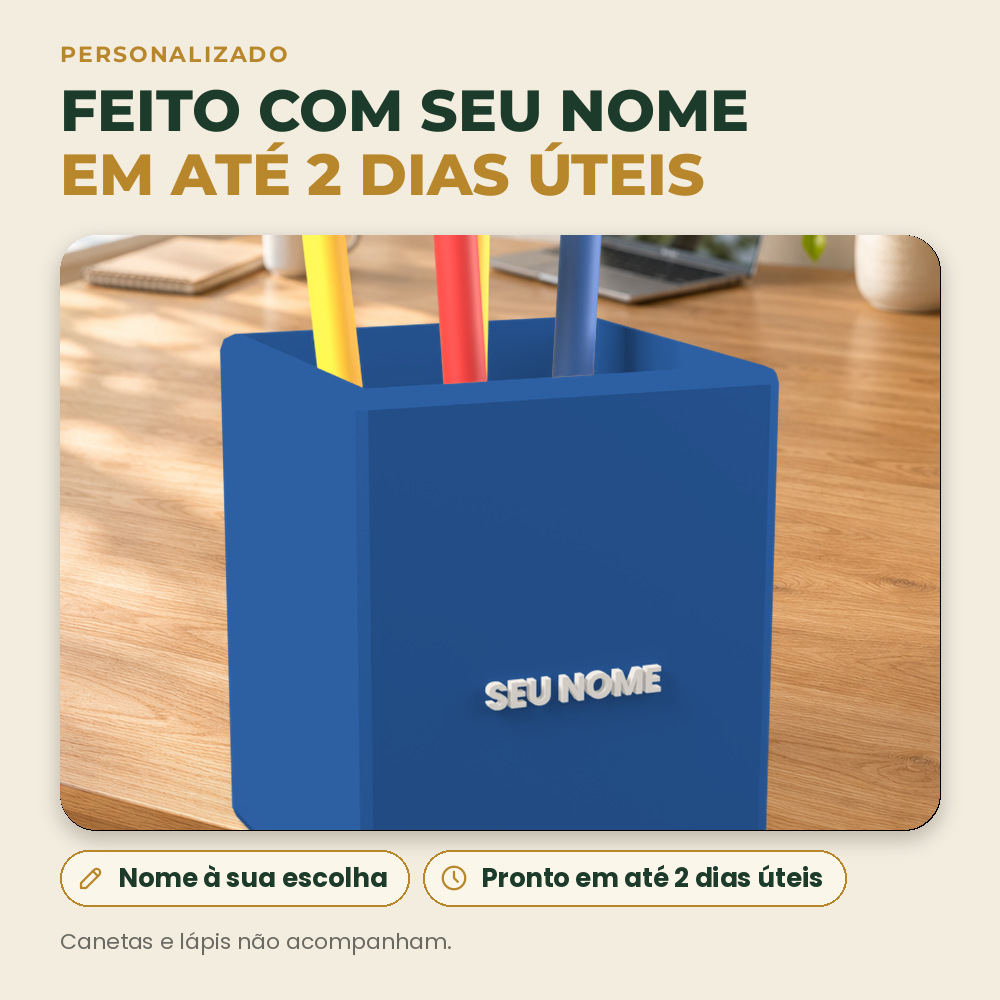 PERSONALIZADO
FEITO COM SEU NOME
EM ATÉ 2 DIAS ÚTEIS
SEU NOME
Nome à sua escolha
Pronto em até 2 dias úteis
Canetas e lápis não acompanham.